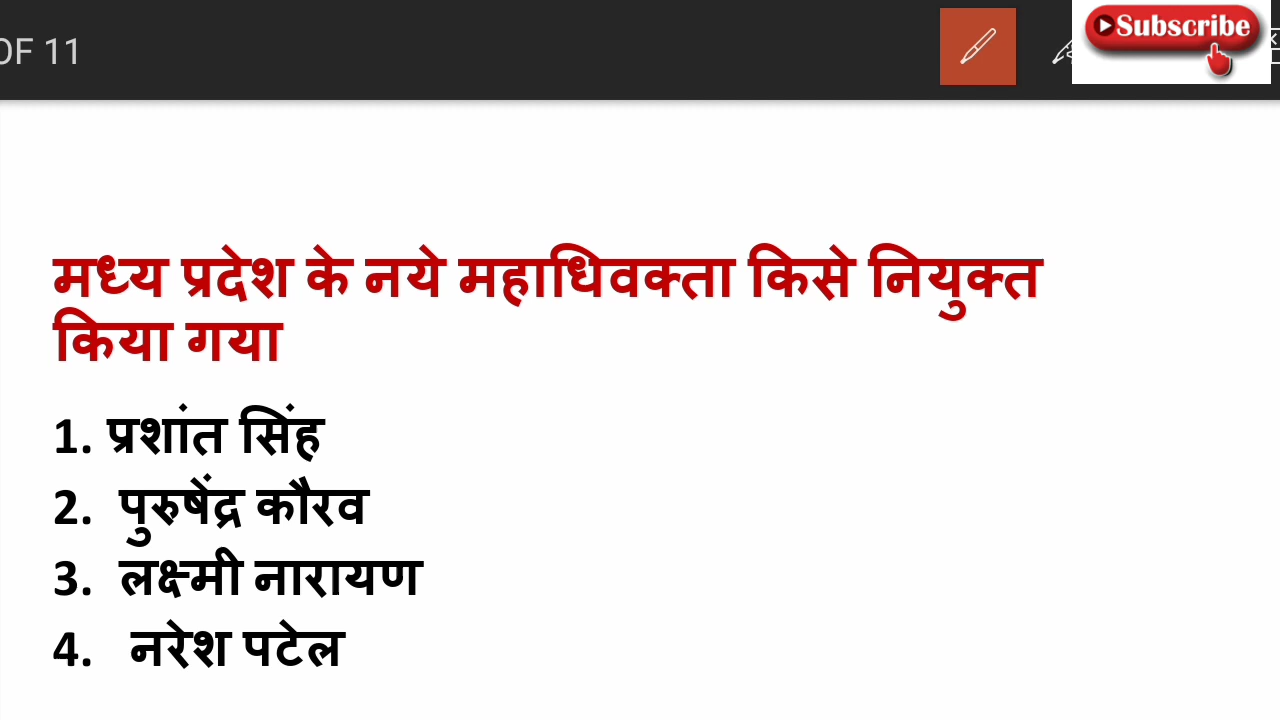 OF 11
Subscribe
मध्य प्रदेश के नये महाधिवक्ता किसे नियुक्त
किया गया
1. प्रशांत सिंह
2. पुरुषेंद्र कौरव
3. लक्ष्मी नारायण
4. नरेश पटेल